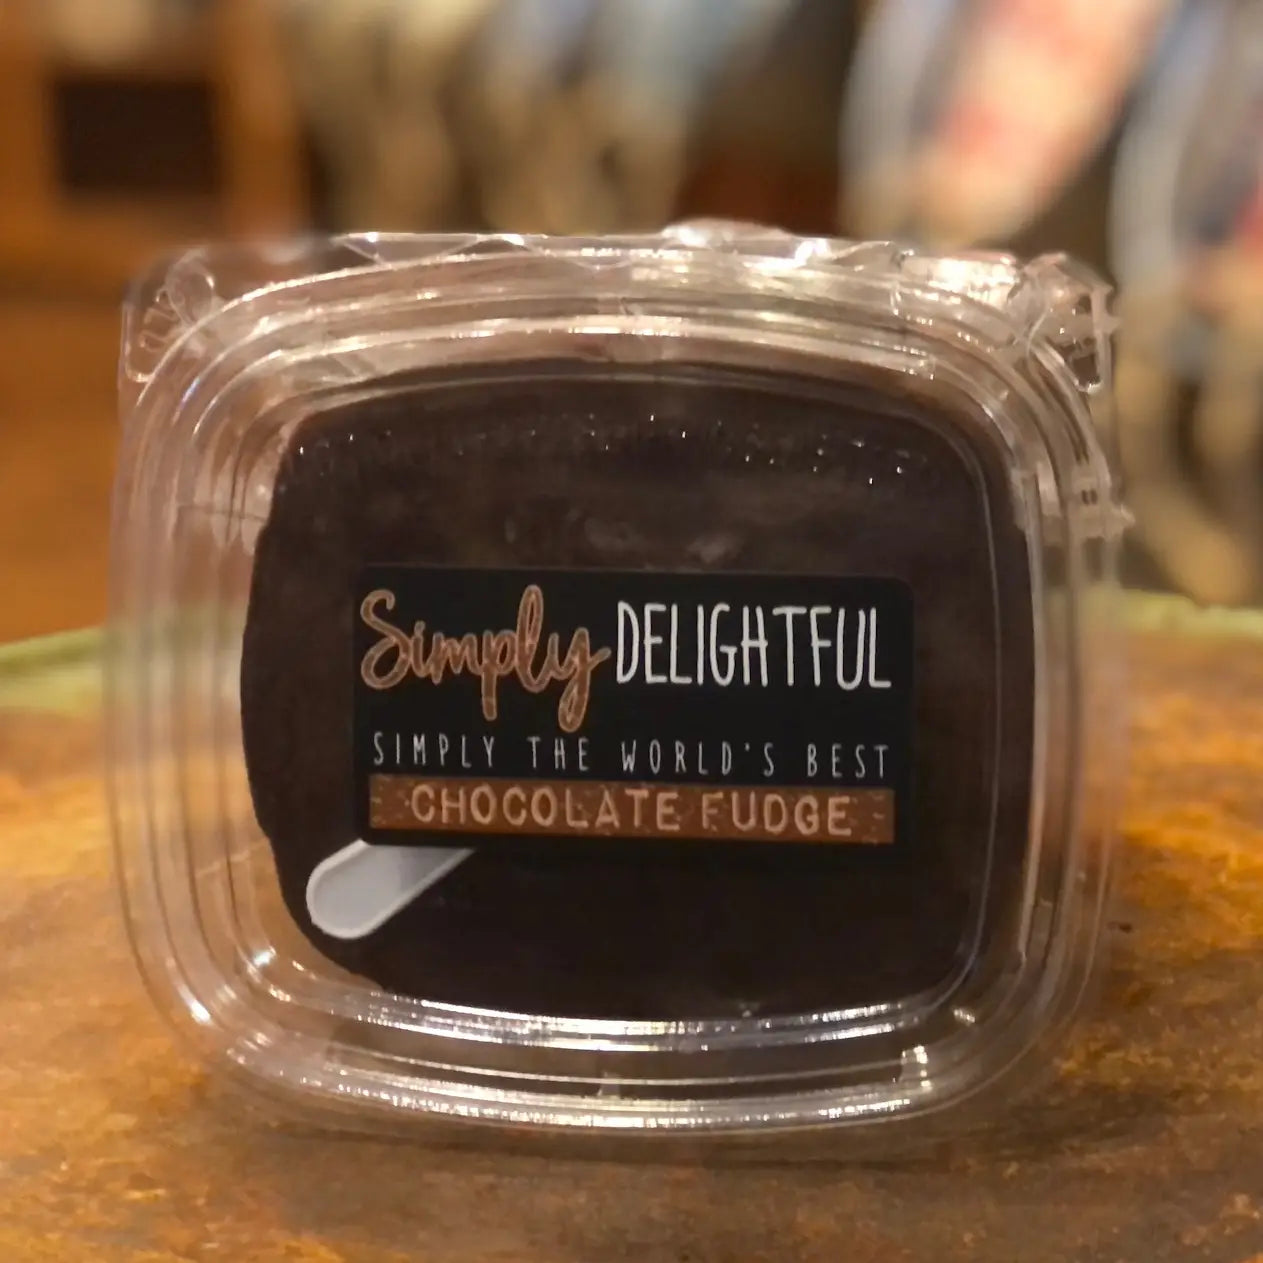 Simply DELIGHTFUL
SIMPLY THE WORLD'S BEST
CHOCOLATE FUDGE